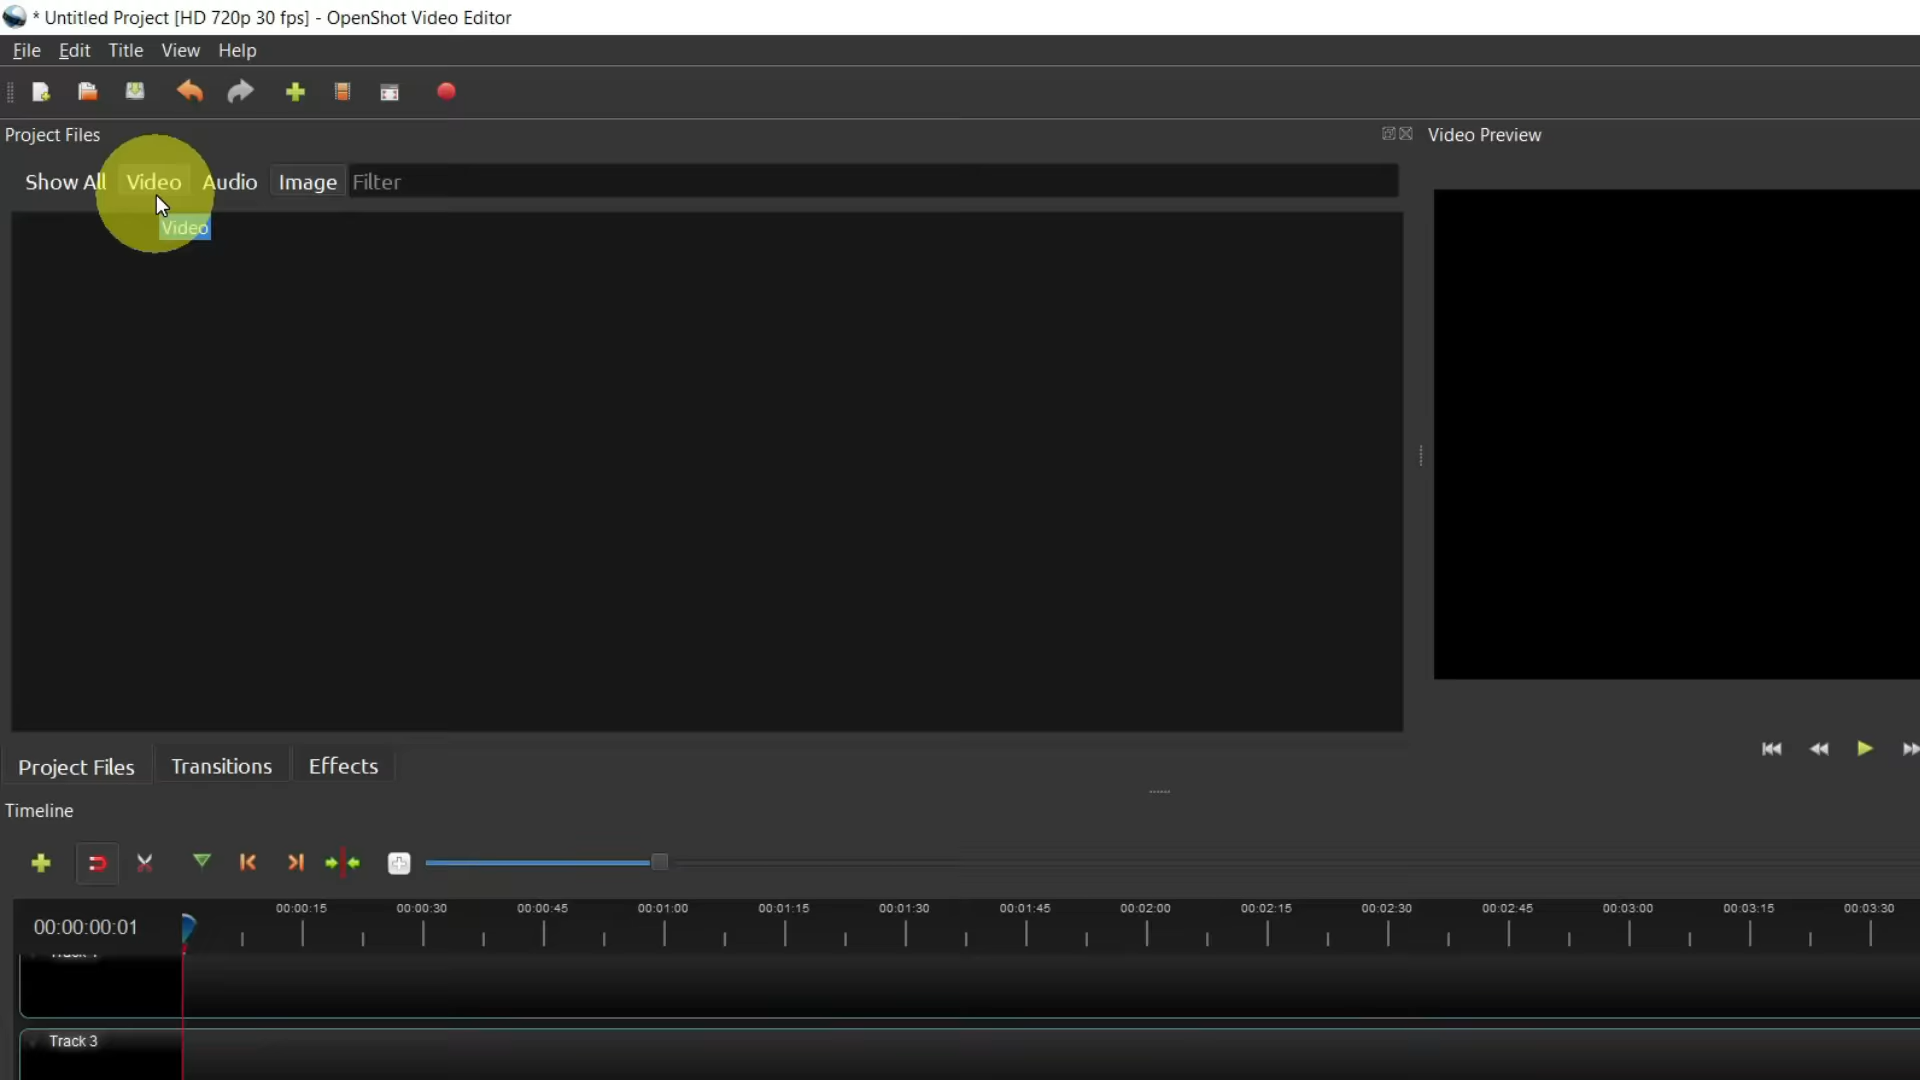 * Untitled Project [HD 720p 30 fps] - OpenShot Video Editor
File Edit Title View Help
Project Files
Video Preview
Show All Video Audio Image Filter
Video
Project Files Transitions Effects
Timeline
00:00:15 00:00:30 00:00:45 00:01:00 00:01:15 00:01:30 00:01:45 00:02:00 00:02:15 00:02:30 00:02:45 00:03:00 00:03:15 00:03:30
00:00:00:01
Track 3